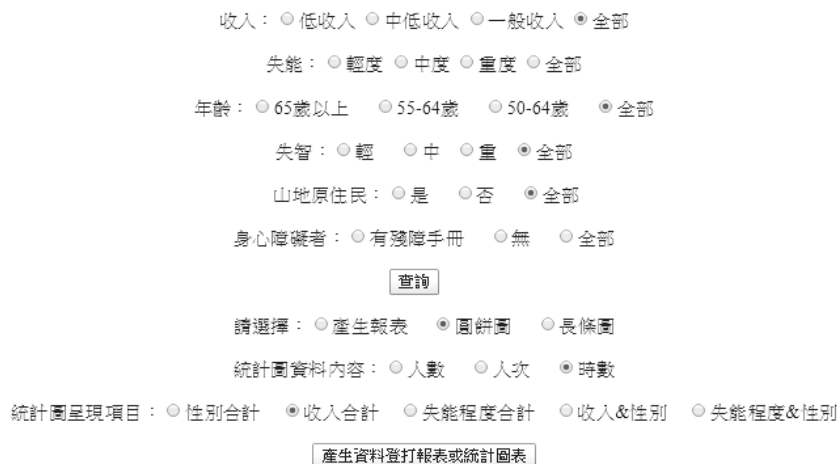 收入： 低收入 中低收入 一般收入 全部
失能： 輕度 中度 重度 全部
年齡： 65歲以上 55-64歲 50-64歲 全部
失智： 輕 中 重 全部
山地原住民： 是 否 全部
身心障礙者： 有殘障手冊 無 全部
查詢
請選擇： 產生報表 圓餅圖 長條圖
統計圖資料內容： 人數 人次 時數
統計圖呈現項目： 性別合計 收入合計 失能程度合計 收入&性別 失能程度&性別
產生資料登打報表或統計圖表